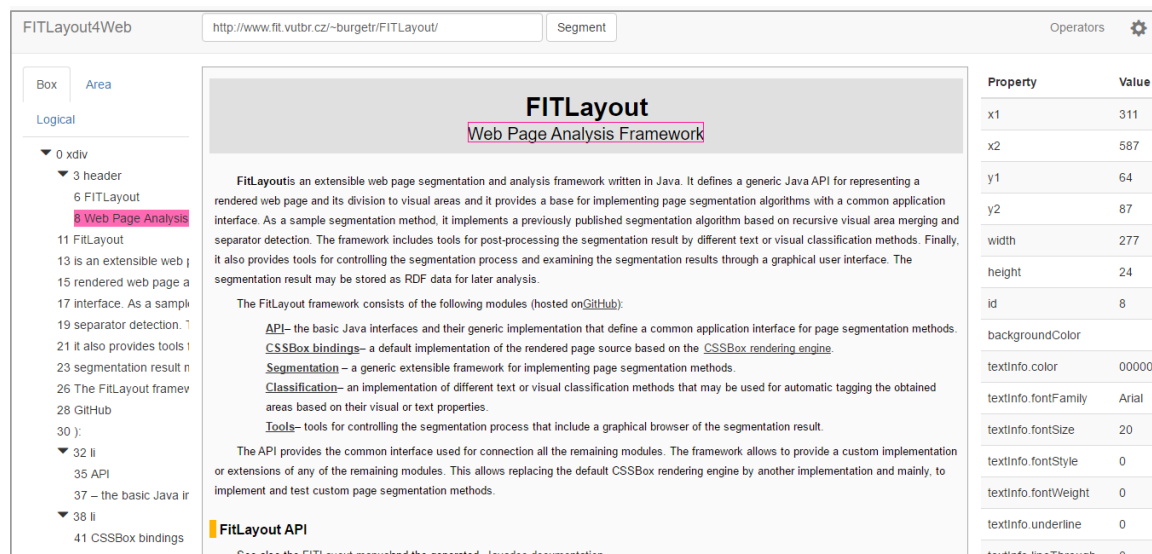 FITLayout4Web
http://www.fit.vutbr.cz/~burgetr/FITLayout/
Segment
Operators
Box
Area
Logical
0 xdiv
3 header
6 FITLayout
8 Web Page Analysis
11 FitLayout
13 is an extensible web p
15 rendered web page a
17 interface. As a sample
19 separator detection. T
21 it also provides tools f
23 segmentation result m
26 The FitLayout framew
28 GitHub
30 ):
32 li
35 API
37 – the basic Java in
38 li
41 CSSBox bindings
FITLayout
Web Page Analysis Framework
FitLayoutis an extensible web page segmentation and analysis framework written in Java. It defines a generic Java API for representing a
rendered web page and its division to visual areas and it provides a base for implementing page segmentation algorithms with a common application
interface. As a sample segmentation method, it implements a previously published segmentation algorithm based on recursive visual area merging and
separator detection. The framework includes tools for post-processing the segmentation result by different text or visual classification methods. Finally,
it also provides tools for controlling the segmentation process and examining the segmentation results through a graphical user interface. The
segmentation result may be stored as RDF data for later analysis.
The FitLayout framework consists of the following modules (hosted onGitHub):
API– the basic Java interfaces and their generic implementation that define a common application interface for page segmentation methods.
CSSBox bindings– a default implementation of the rendered page source based on the CSSBox rendering engine.
Segmentation – a generic extensible framework for implementing page segmentation methods.
Classification– an implementation of different text or visual classification methods that may be used for automatic tagging the obtained
areas based on their visual or text properties.
Tools– tools for controlling the segmentation process that include a graphical browser of the segmentation result.
The API provides the common interface used for connection all the remaining modules. The framework allows to provide a custom implementation
or extensions of any of the remaining modules. This allows replacing the default CSSBox rendering engine by another implementation and mainly, to
implement and test custom page segmentation methods.
FitLayout API
Property Value
x1 311
x2 587
y1 64
y2 87
width 277
height 24
id 8
backgroundColor
textInfo.color 00000
textInfo.fontFamily Arial
textInfo.fontSize 20
textInfo.fontStyle 0
textInfo.fontWeight 0
textInfo.underline 0